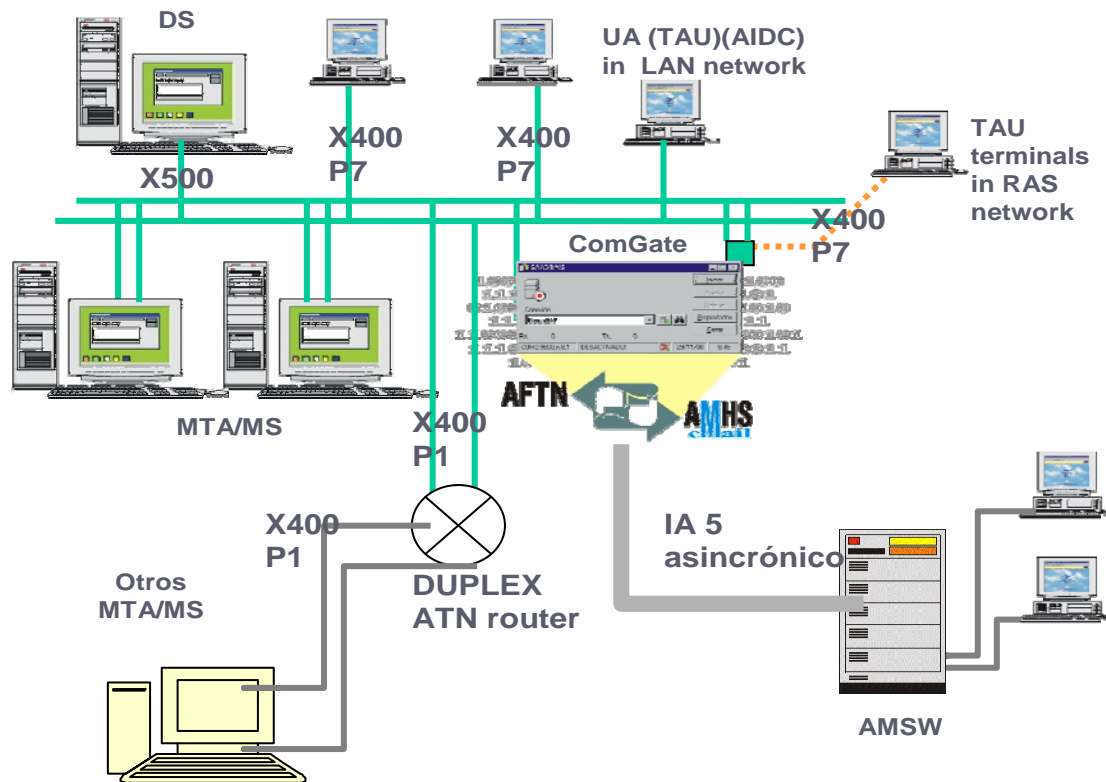 DS
UA (TAU)(AIDC)
in LAN network
X400
P7
X400
P7
TAU
terminals
in RAS
network
X500
X400
P7
ComGate
MTA/MS
AFTN
AMHS
eMail
X400
P1
X400
P1
IA 5
asincrónico
Otros
MTA/MS
DUPLEX
ATN router
AMSW